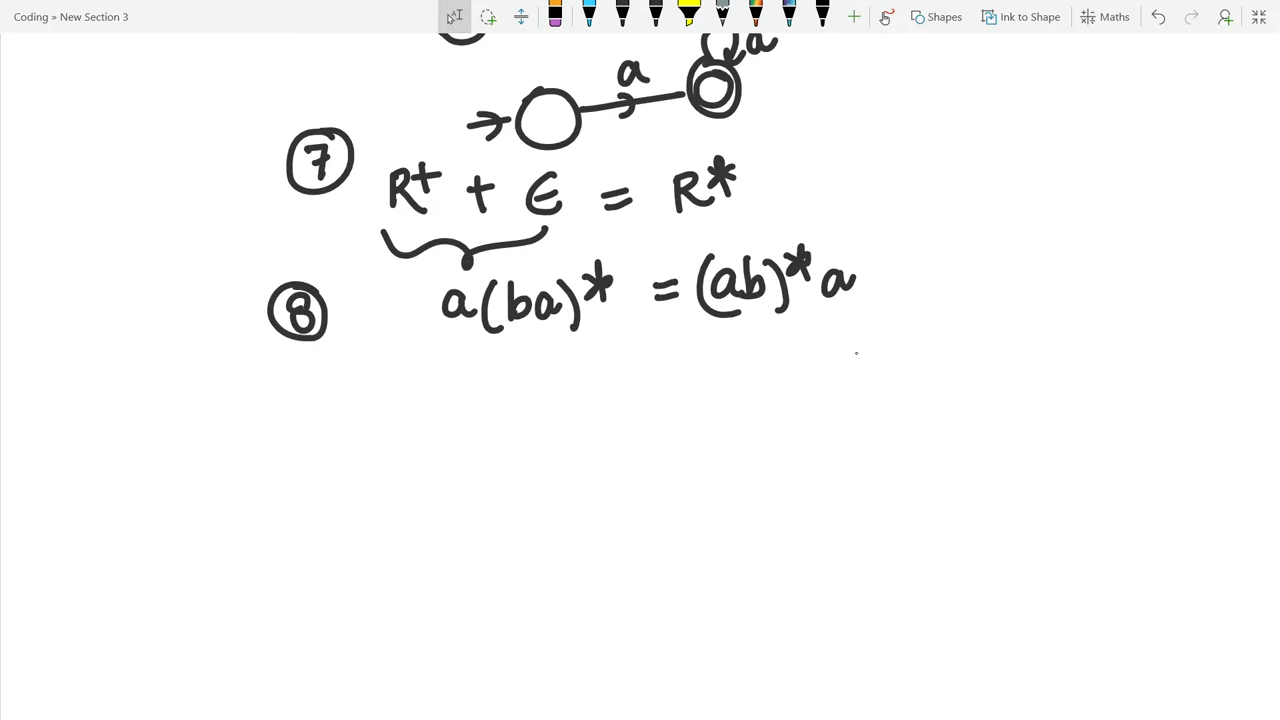 Coding » New Section 3
Shapes
Ink to Shape
Maths
a
a
7
R⁺ + ∈ = R*
8
a(ba)* = (ab)* a